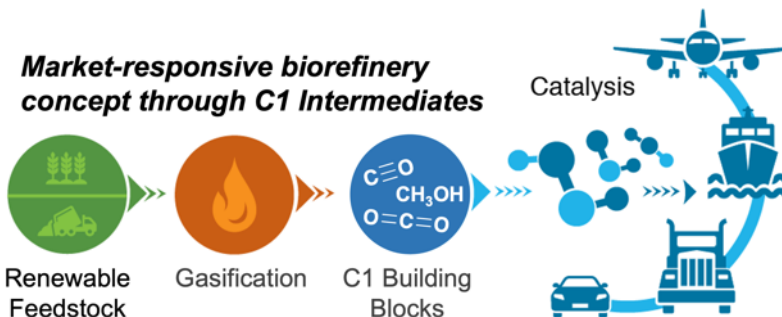 Market-responsive biorefinery
concept through C1 Intermediates
Catalysis
C≡O
CH₃OH
O=C=O
Renewable
Feedstock
Gasification
C1 Building
Blocks